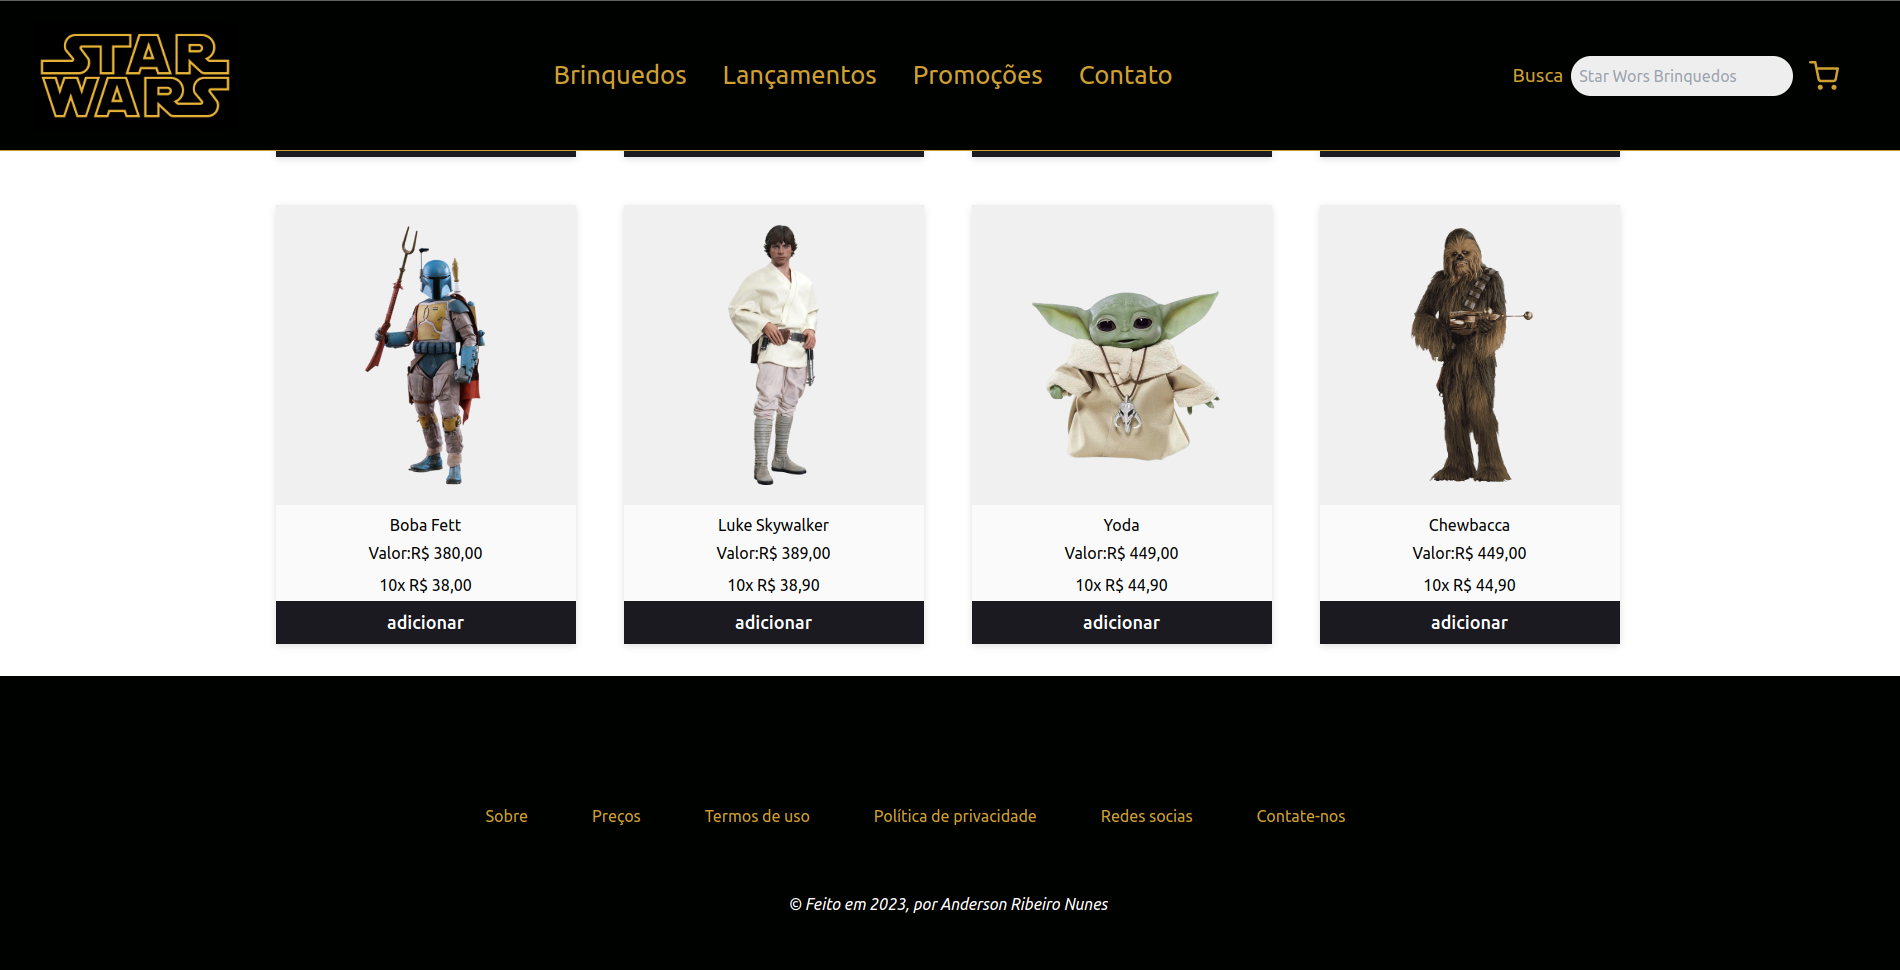 STAR
WARS
Brinquedos Lançamentos Promoções Contato
Busca Star Wors Brinquedos
Boba Fett
Valor:R$ 380,00
10x R$ 38,00
adicionar
Luke Skywalker
Valor:R$ 389,00
10x R$ 38,90
adicionar
Yoda
Valor:R$ 449,00
10x R$ 44,90
adicionar
Chewbacca
Valor:R$ 449,00
10x R$ 44,90
adicionar
Sobre Preços Termos de uso Política de privacidade Redes socias Contate-nos
© Feito em 2023, por Anderson Ribeiro Nunes